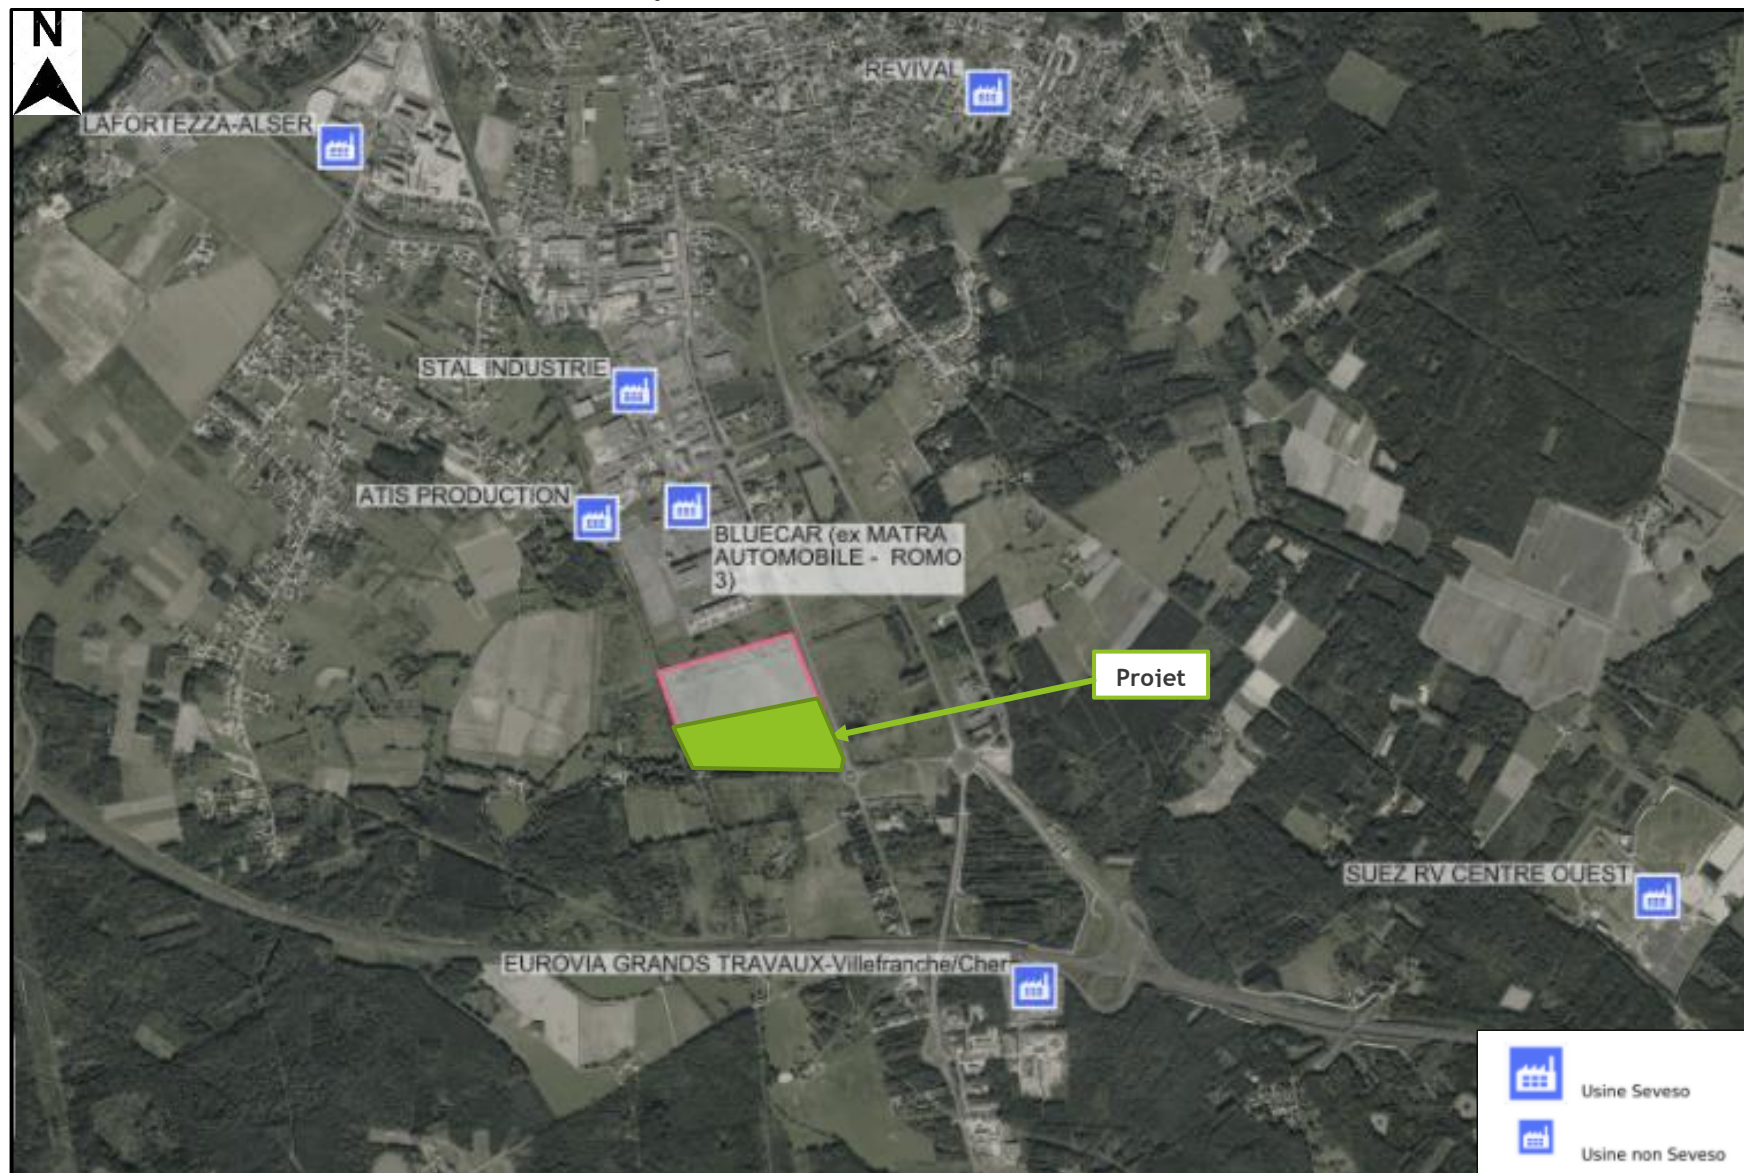 N
REVIVAL
LAFORTEZZA-ALSER
STAL INDUSTRIE
ATIS PRODUCTION
BLUECAR (ex MATRA
AUTOMOBILE - ROMO
3)
Projet
SUEZ RV CENTRE OUEST
EUROVIA GRANDS TRAVAUX-Villefranche/Cher
Usine Seveso
Usine non Seveso